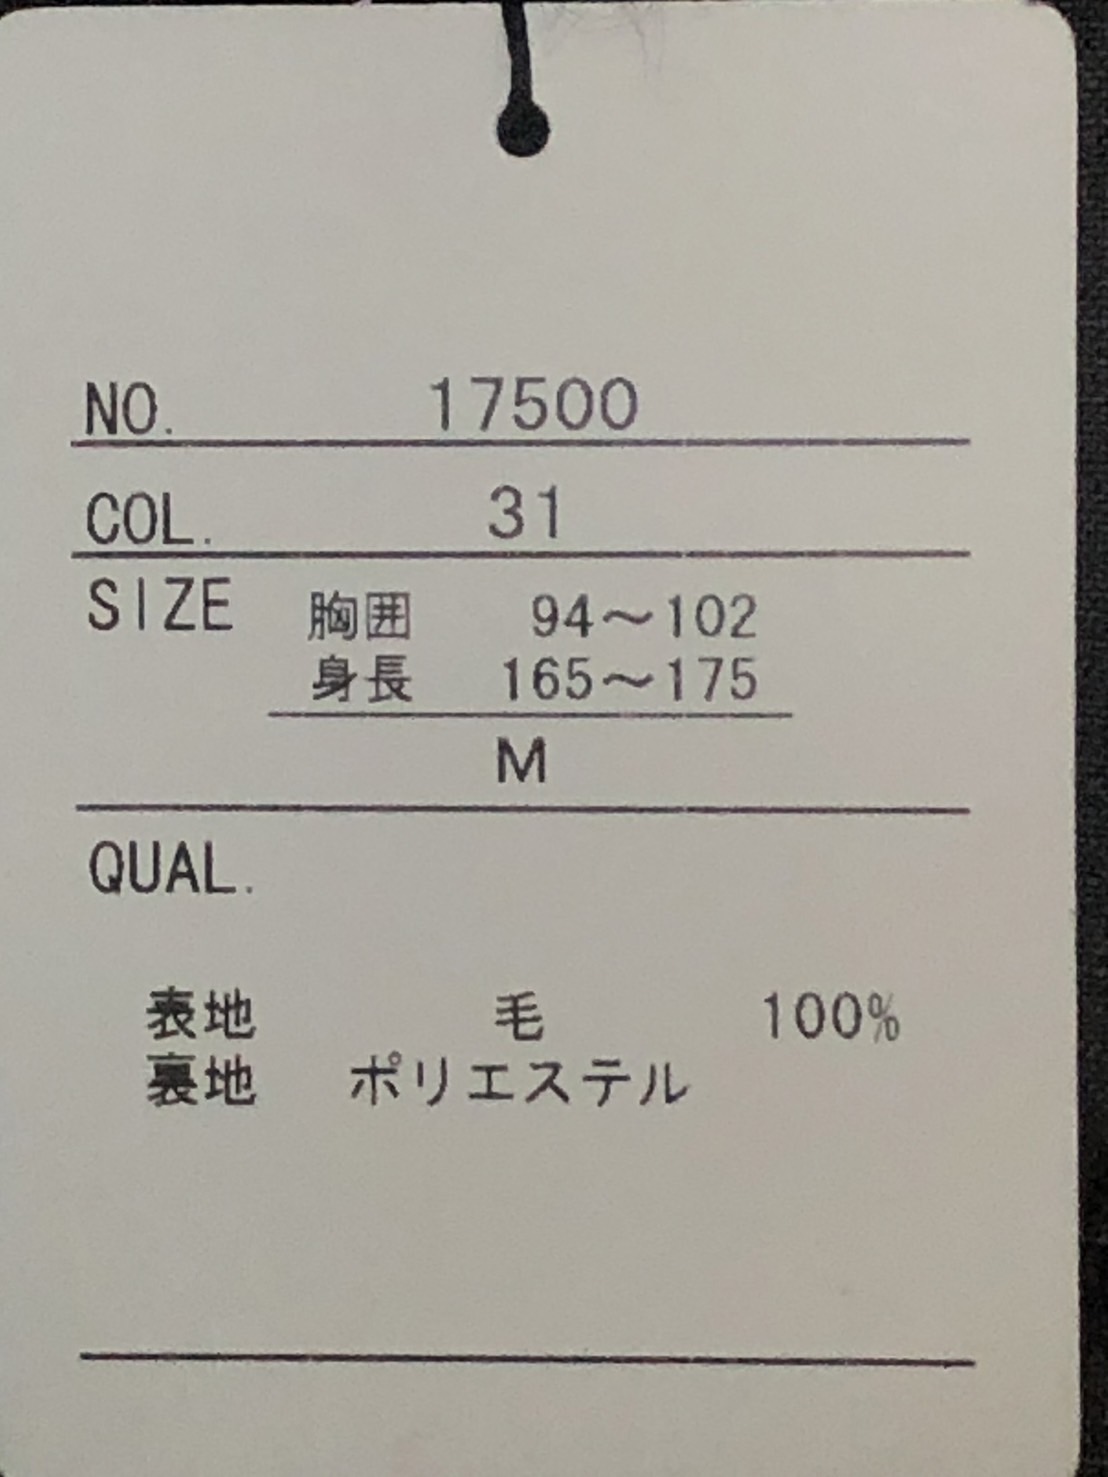 NO. 17500
COL. 31
SIZE 胸囲 94～102
身長 165～175
M
QUAL.
表地 毛 100%
裏地 ポリエステル